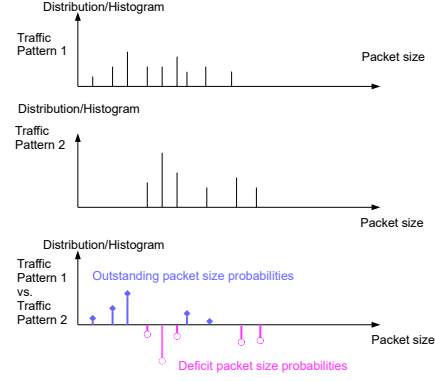 Distribution/Histogram
Traffic
Pattern 1
Packet size
Distribution/Histogram
Traffic
Pattern 2
Packet size
Distribution/Histogram
Traffic
Pattern 1
vs.
Traffic
Pattern 2
Outstanding packet size probabilities
Packet size
Deficit packet size probabilities